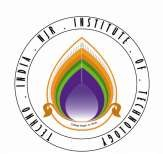 TECHNO . INDIA . NJR . INSTITUTE . OF . TECHNOLOGY .